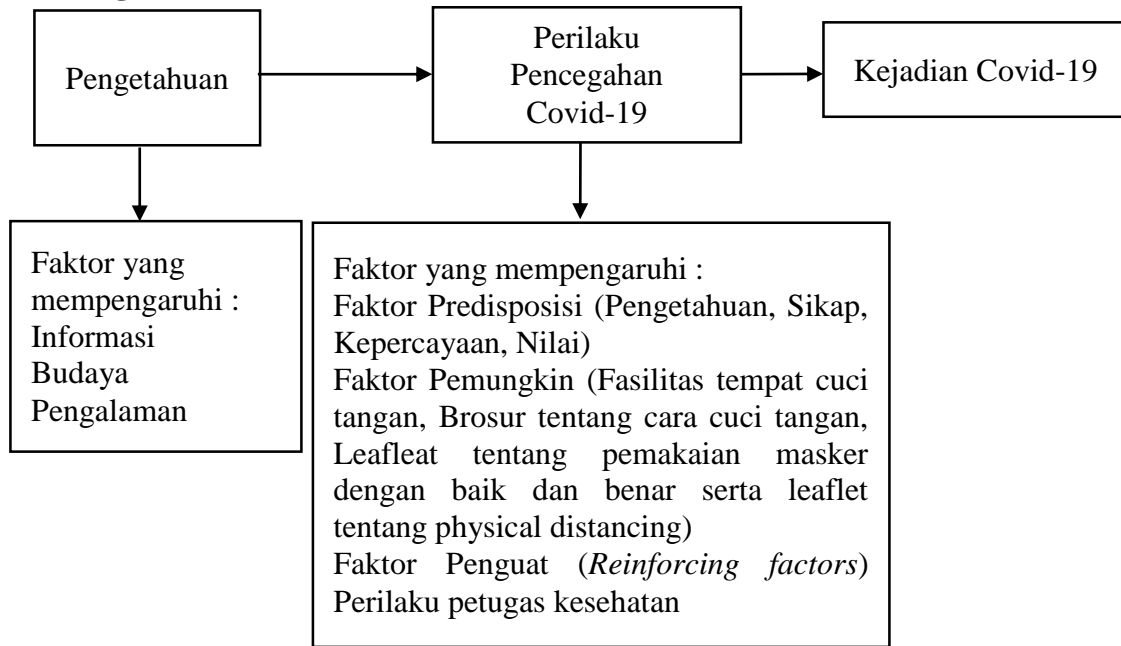 Pengetahuan
Perilaku
Pencegahan
Covid-19
Kejadian Covid-19
Faktor yang
mempengaruhi :
Informasi
Budaya
Pengalaman
Faktor yang mempengaruhi :
Faktor Predisposisi (Pengetahuan, Sikap,
Kepercayaan, Nilai)
Faktor Pemungkin (Fasilitas tempat cuci
tangan, Brosur tentang cara cuci tangan,
Leafleat tentang pemakaian masker
dengan baik dan benar serta leaflet
tentang physical distancing)
Faktor Penguat (Reinforcing factors)
Perilaku petugas kesehatan